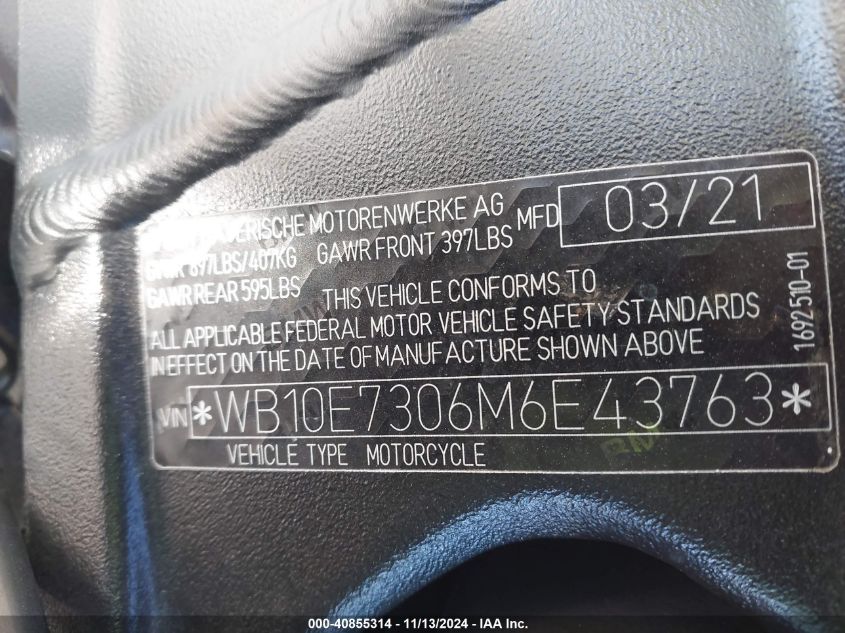 MOTORENWERKE AG MFD 03/21
897LBS/407KG GAWR FRONT 397LBS
GAWR REAR 595LBS THIS VEHICLE CONFORMS TO
ALL APPLICABLE FEDERAL MOTOR VEHICLE SAFETY STANDARDS
IN EFFECT ON THE DATE OF MANUFACTURE SHOWN ABOVE
VIN *WB10E7306M6E43763*
VEHICLE TYPE MOTORCYCLE
1692510-01
000-40855314 - 11/13/2024 - IAA Inc.